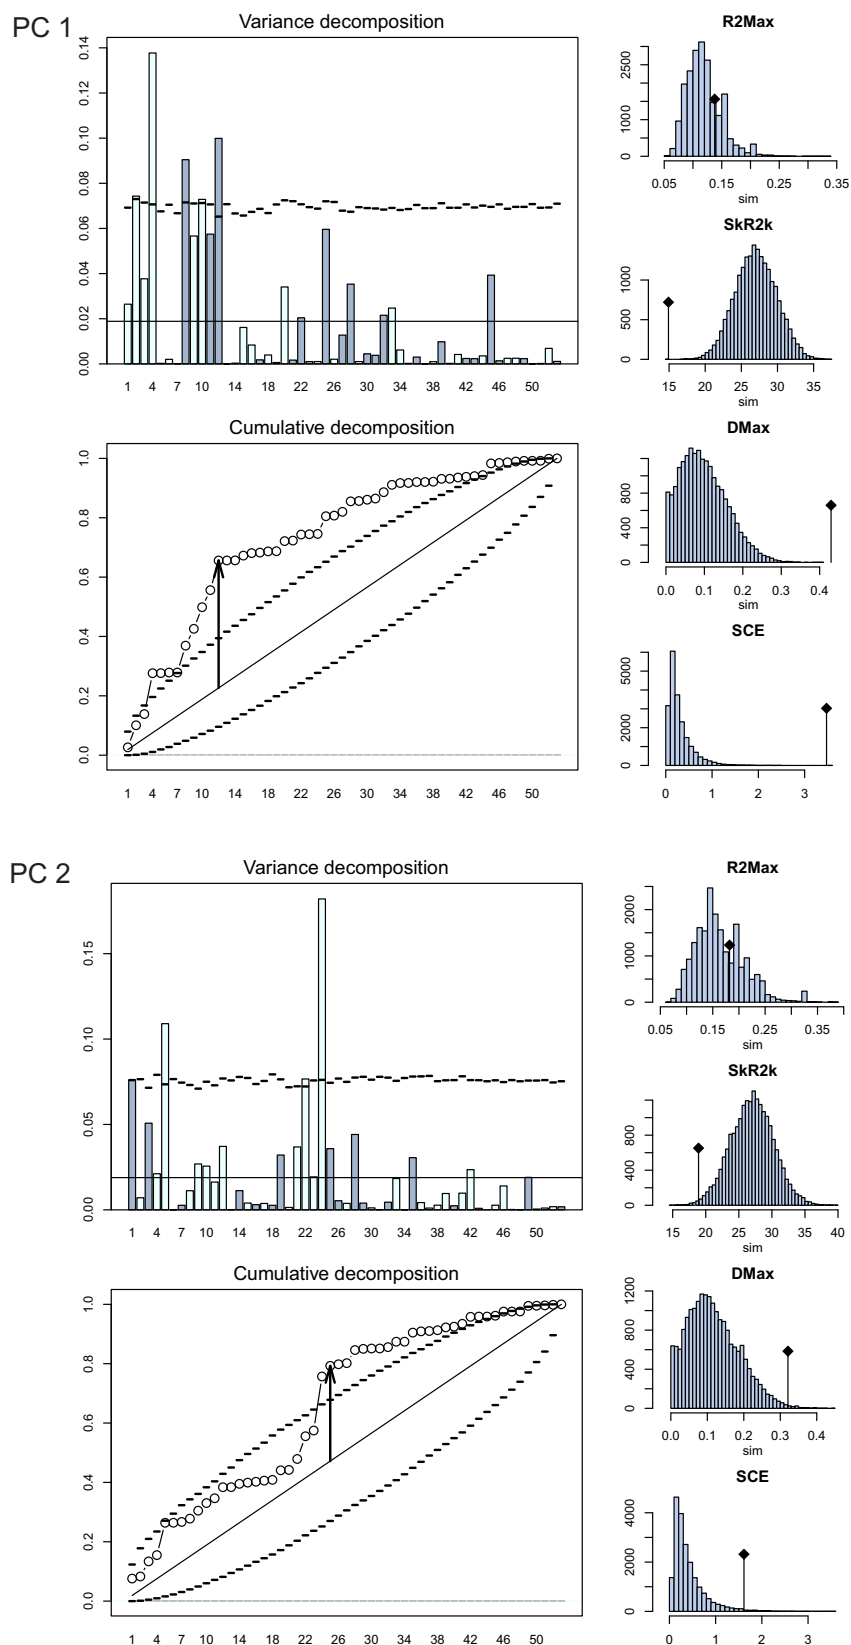 PC 1
Variance decomposition
0.14
0.12
0.10
0.08
0.06
0.04
0.02
0.00
1 4 7 10 14 18 22 26 30 34 38 42 46 50
R2Max
2500
1000
0
0.05 0.15 0.25 0.35
sim
SkR2k
1000
500
0
15 20 25 30 35
sim
Cumulative decomposition
1.0
0.8
0.6
0.4
0.2
0.0
1 4 7 10 14 18 22 26 30 34 38 42 46 50
DMax
800
400
0
0.0 0.1 0.2 0.3 0.4
sim
SCE
5000
2000
0
0 1 2 3
PC 2
Variance decomposition
0.15
0.10
0.05
0.00
1 4 7 10 14 18 22 26 30 34 38 42 46 50
R2Max
2000
1000
0
0.05 0.15 0.25 0.35
sim
SkR2k
800
400
0
15 20 25 30 35 40
sim
Cumulative decomposition
1.0
0.8
0.6
0.4
0.2
0.0
1 4 7 10 14 18 22 26 30 34 38 42 46 50
DMax
1200
800
400
0
0.0 0.1 0.2 0.3 0.4
sim
SCE
4000
2000
0
0 1 2 3